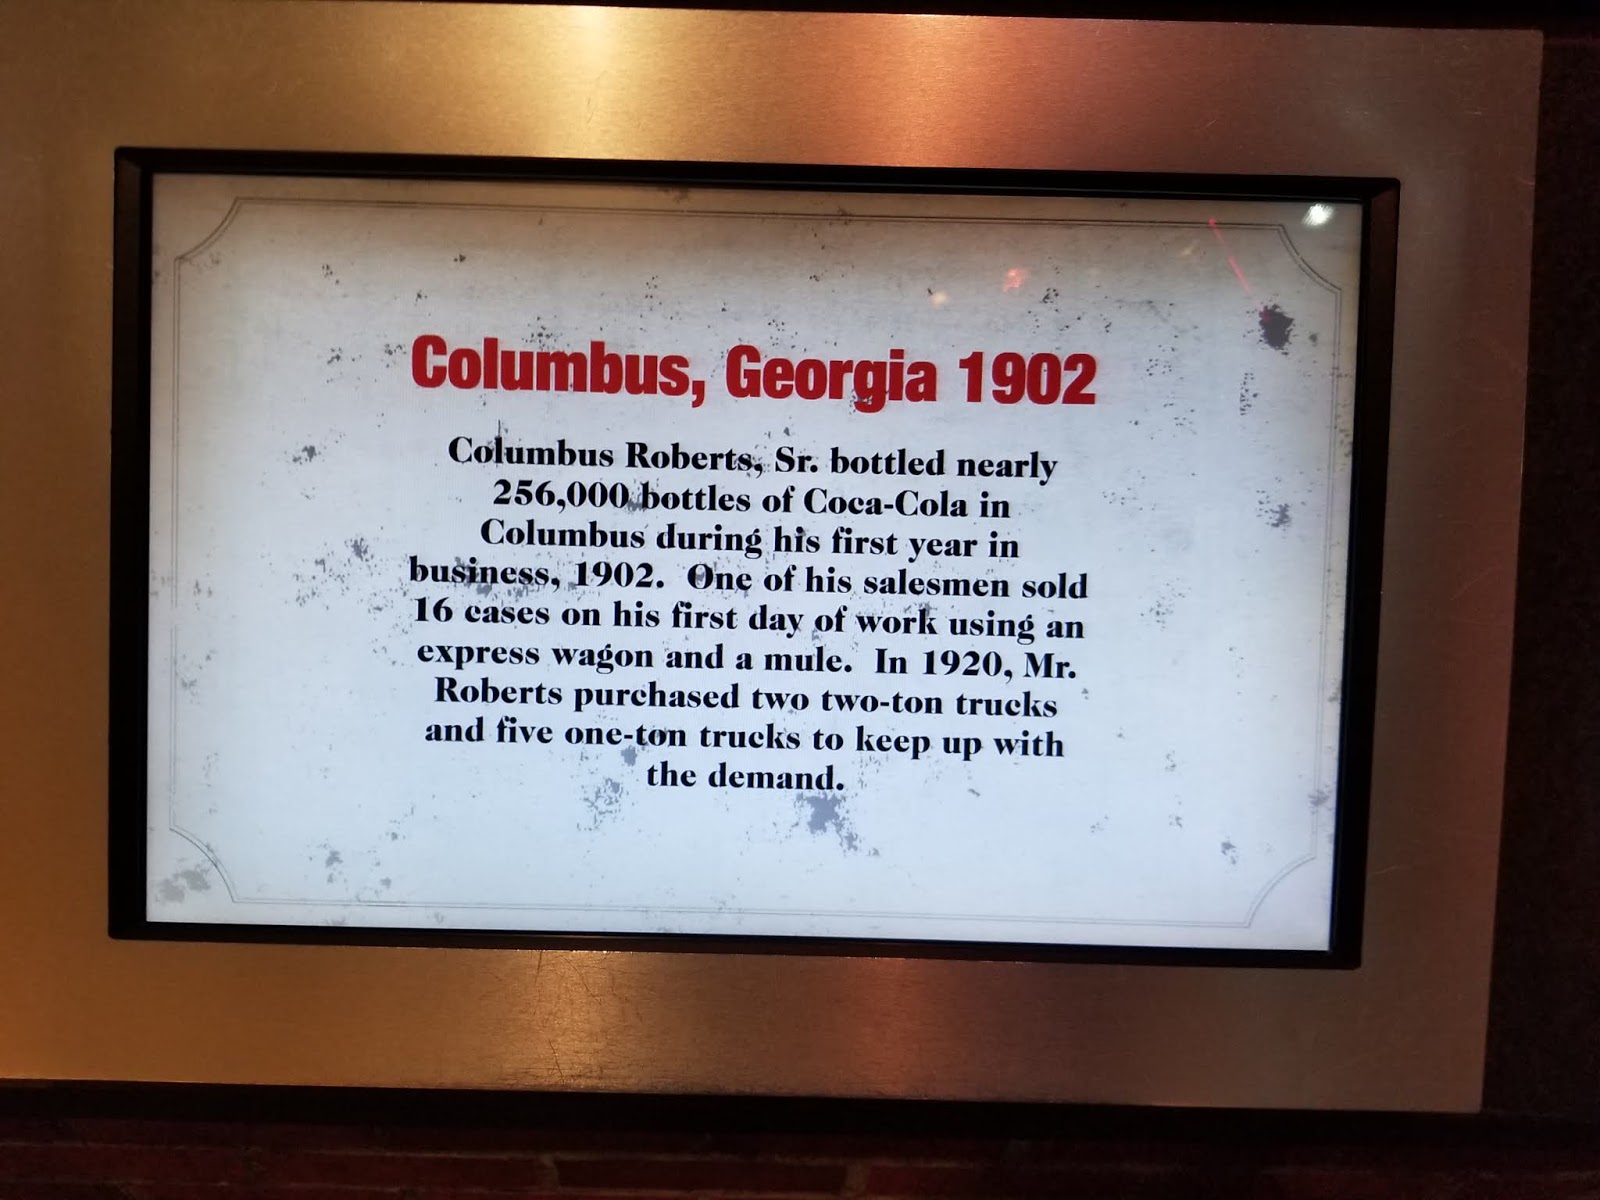 Columbus, Georgia 1902
Columbus Roberts, Sr. bottled nearly
256,000 bottles of Coca-Cola in
Columbus during his first year in
business, 1902. One of his salesmen sold
16 cases on his first day of work using an
express wagon and a mule. In 1920, Mr.
Roberts purchased two two-ton trucks
and five one-ton trucks to keep up with
the demand.